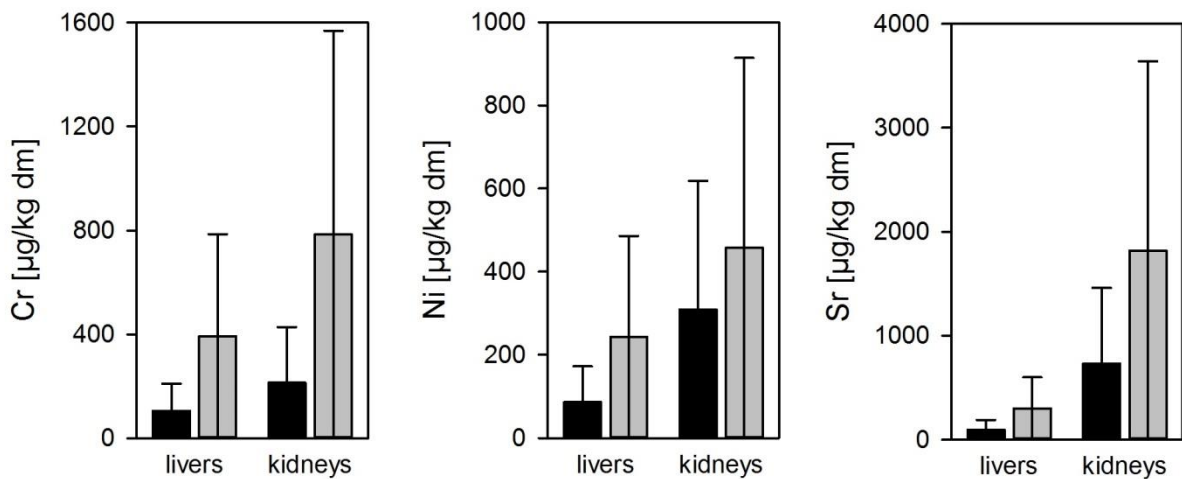 Cr [µg/kg dm]
1600
1200
800
400
0
livers kidneys
Ni [µg/kg dm]
1000
800
600
400
200
0
livers kidneys
Sr [µg/kg dm]
4000
3000
2000
1000
0
livers kidneys